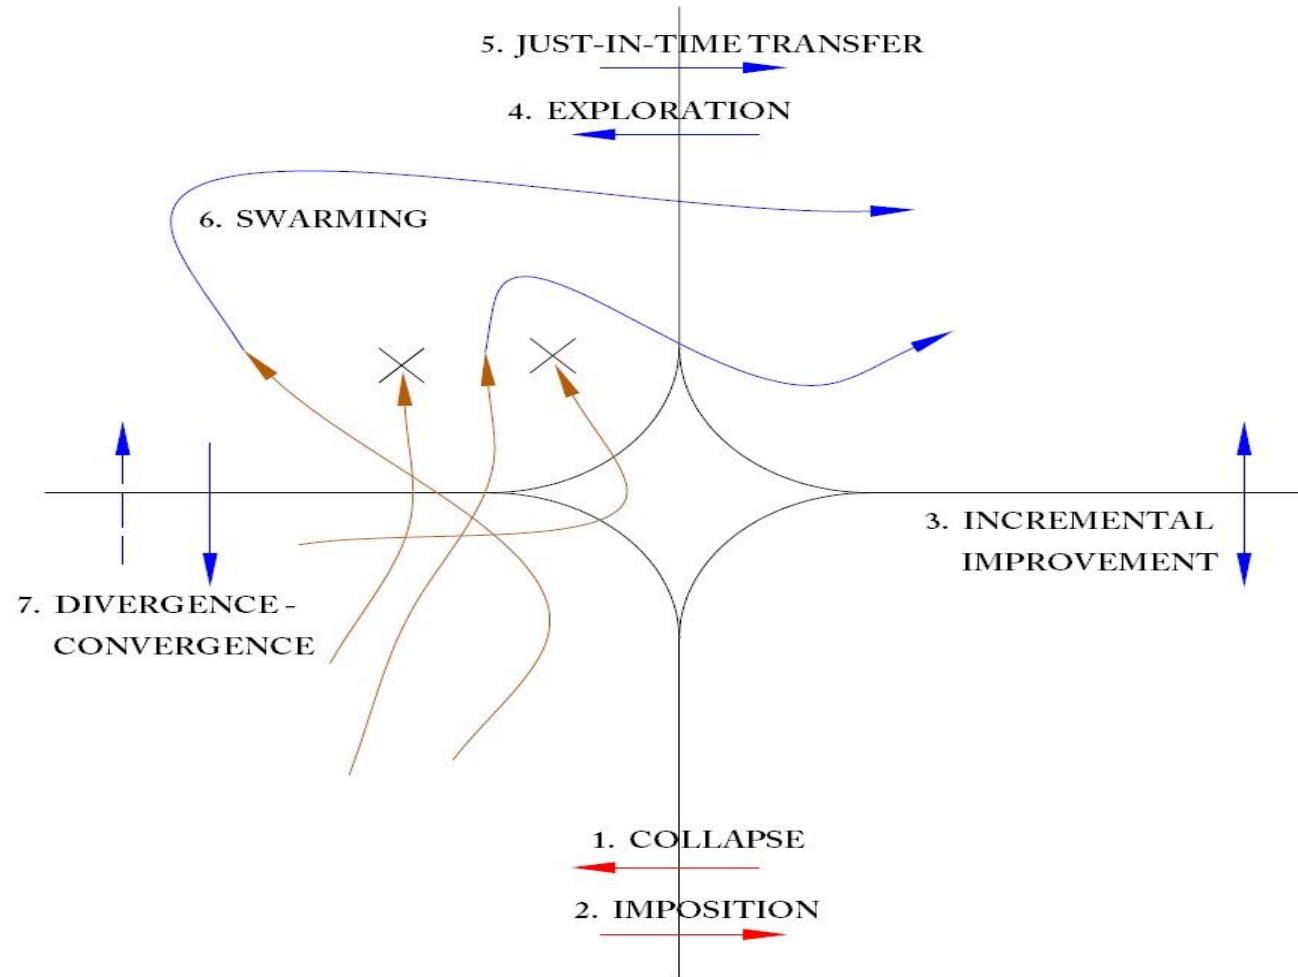 5. JUST-IN-TIME TRANSFER
4. EXPLORATION
6. SWARMING
3. INCREMENTAL
IMPROVEMENT
7. DIVERGENCE -
CONVERGENCE
1. COLLAPSE
2. IMPOSITION